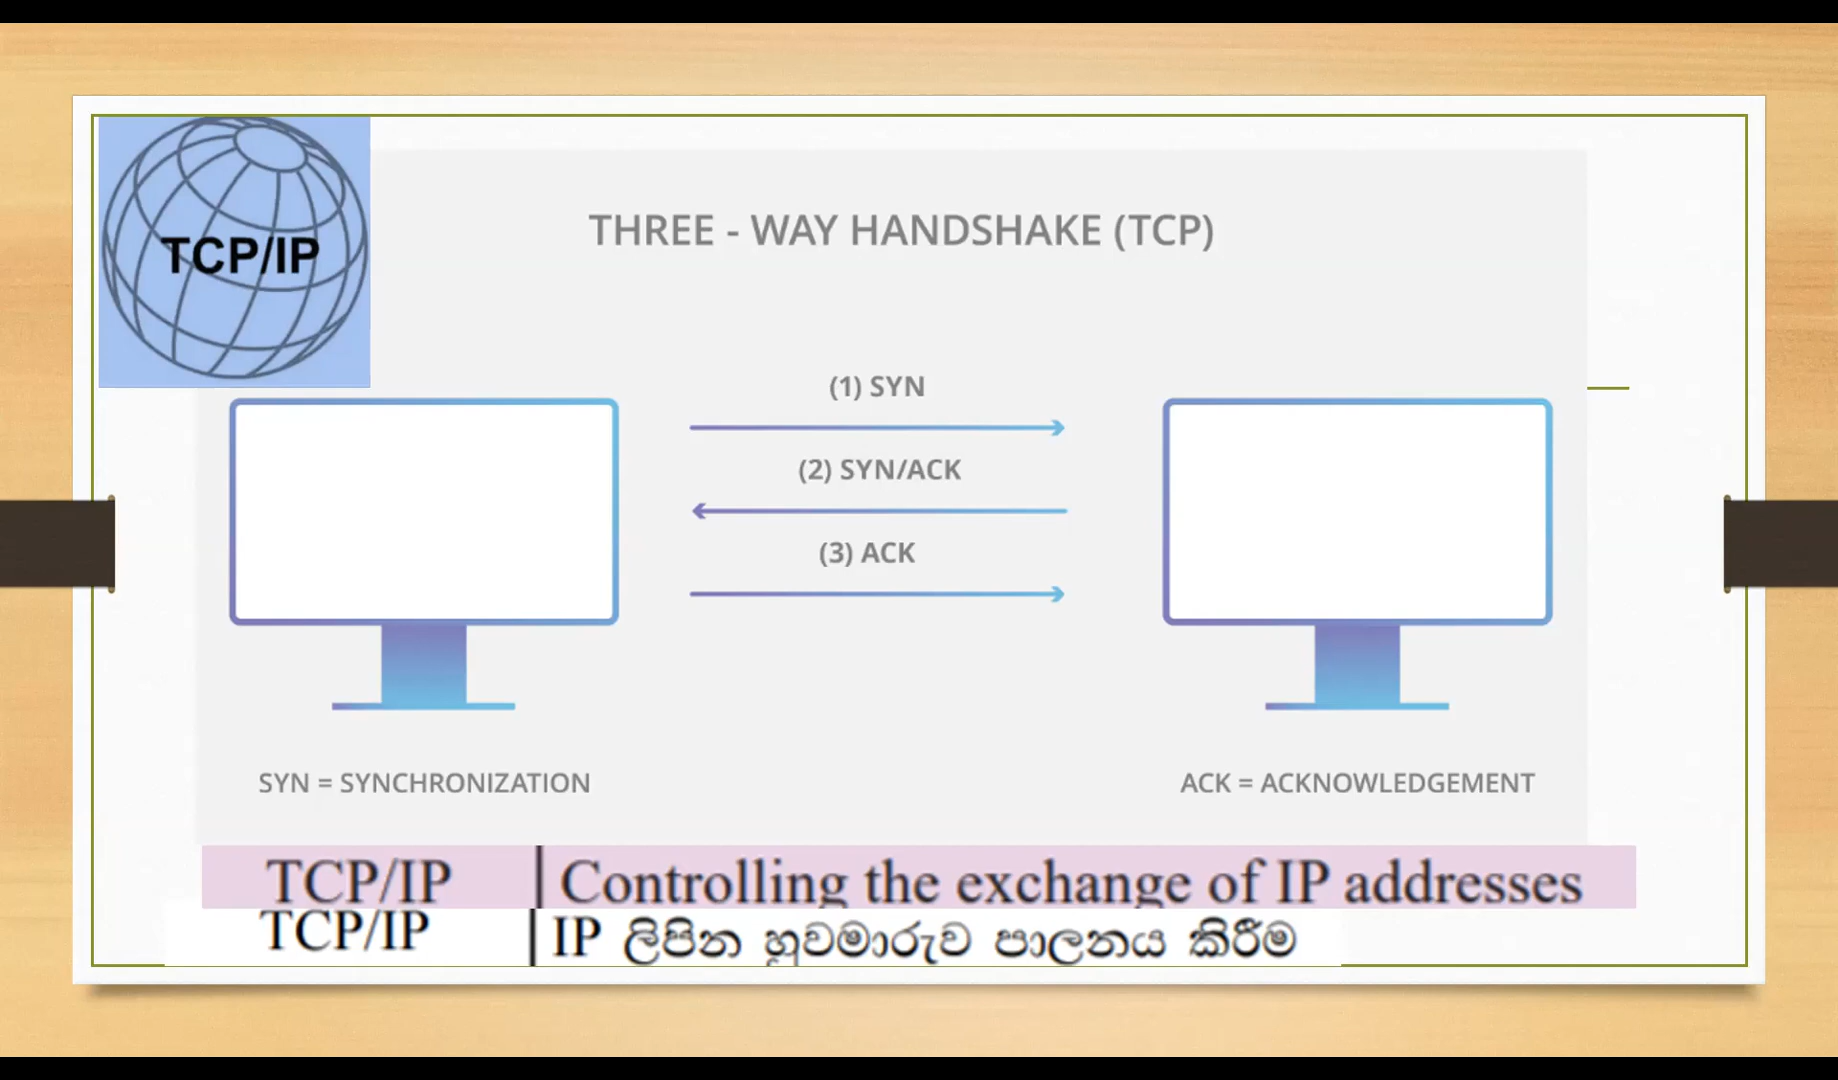 TCP/IP
THREE - WAY HANDSHAKE (TCP)
(1) SYN
(2) SYN/ACK
(3) ACK
SYN = SYNCHRONIZATION
ACK = ACKNOWLEDGEMENT
TCP/IP Controlling the exchange of IP addresses
TCP/IP IP ලිපින හුවමාරුව පාලනය කිරීම